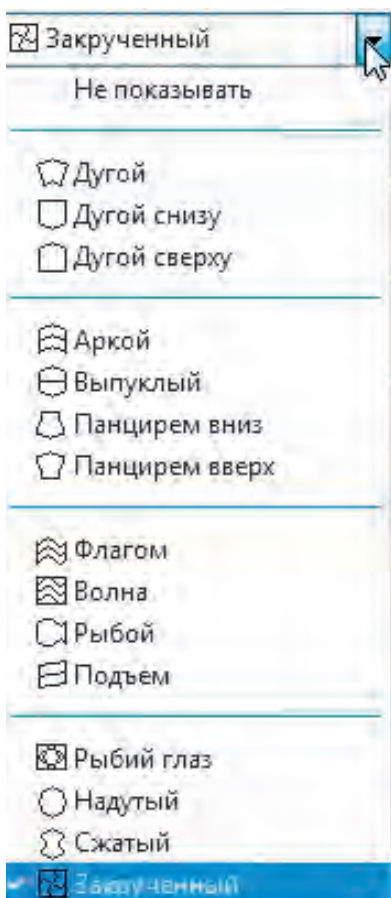 Закрученный
Не показывать
Дугой
Дугой снизу
Дугой сверху
Аркой
Выпуклый
Панцирем вниз
Панцирем вверх
Флагом
Волна
Рыбой
Подъем
Рыбий глаз
Надутый
Сжатый
Закрученный